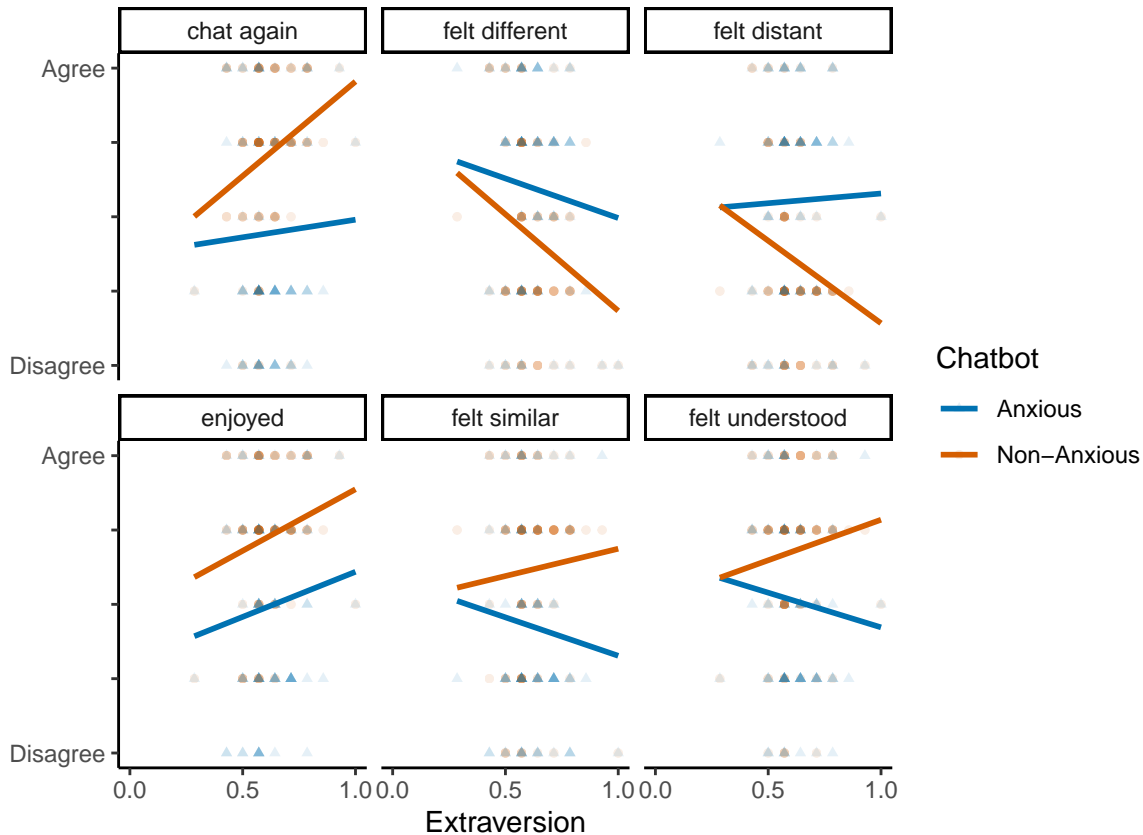 chat again felt different felt distant
Agree
Disagree
Chatbot
Anxious
Non−Anxious
enjoyed felt similar felt understood
Agree
Disagree
0.0 0.5 1.0 0.0 0.5 1.0 0.0 0.5 1.0
Extraversion